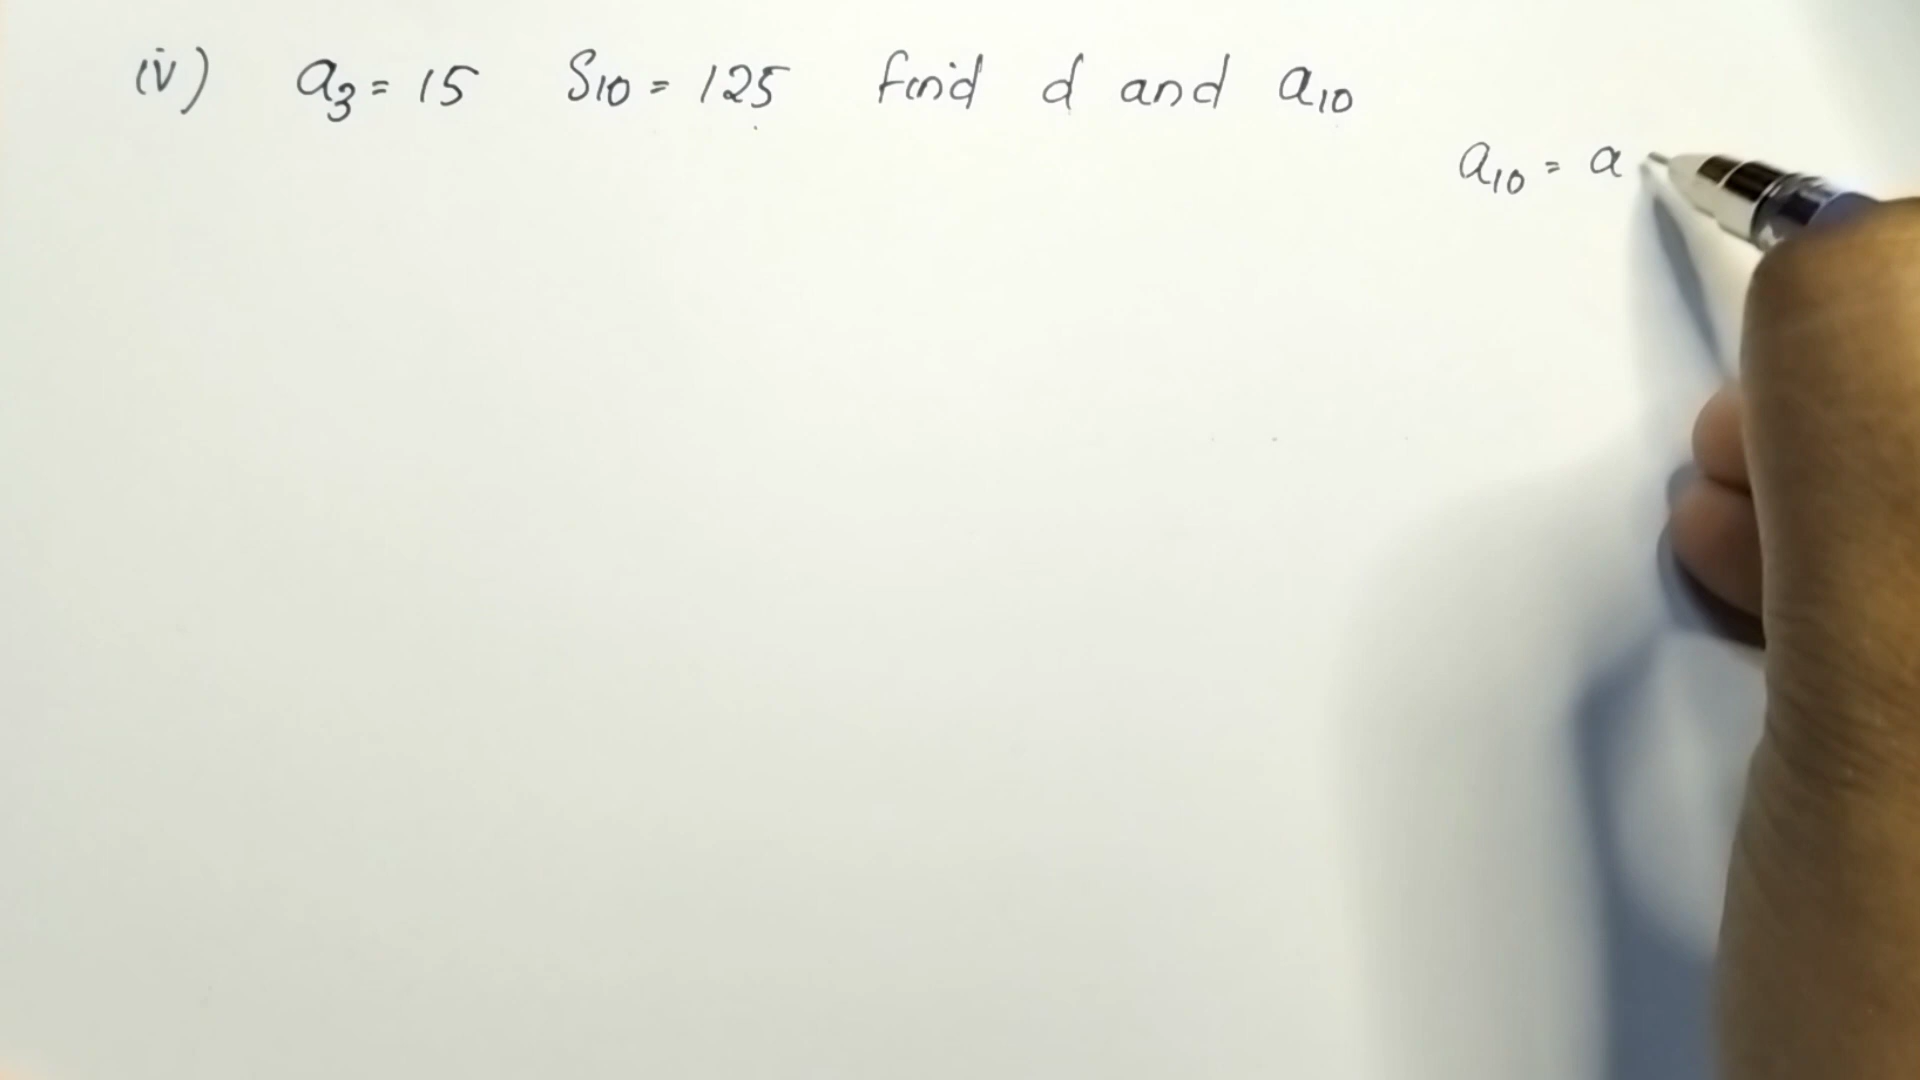 (iv) a₃ = 15 S₁₀ = 125 find d and a₁₀
a₁₀ = a